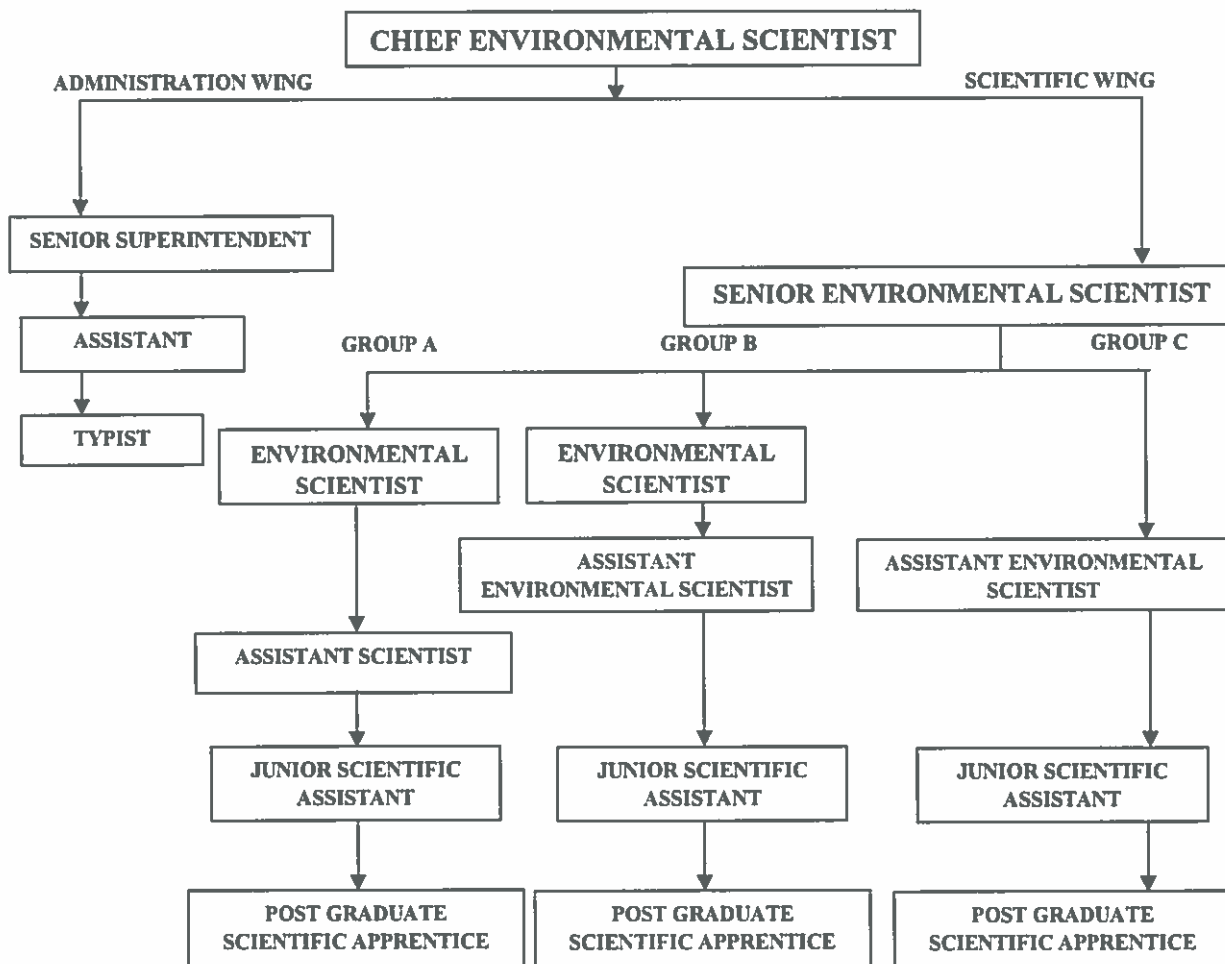 CHIEF ENVIRONMENTAL SCIENTIST
ADMINISTRATION WING
SCIENTIFIC WING
SENIOR SUPERINTENDENT
SENIOR ENVIRONMENTAL SCIENTIST
ASSISTANT
GROUP A
GROUP B
GROUP C
TYPIST
ENVIRONMENTAL
SCIENTIST
ENVIRONMENTAL
SCIENTIST
ASSISTANT
ENVIRONMENTAL SCIENTIST
ASSISTANT ENVIRONMENTAL
SCIENTIST
ASSISTANT SCIENTIST
JUNIOR SCIENTIFIC
ASSISTANT
JUNIOR SCIENTIFIC
ASSISTANT
JUNIOR SCIENTIFIC
ASSISTANT
POST GRADUATE
SCIENTIFIC APPRENTICE
POST GRADUATE
SCIENTIFIC APPRENTICE
POST GRADUATE
SCIENTIFIC APPRENTICE